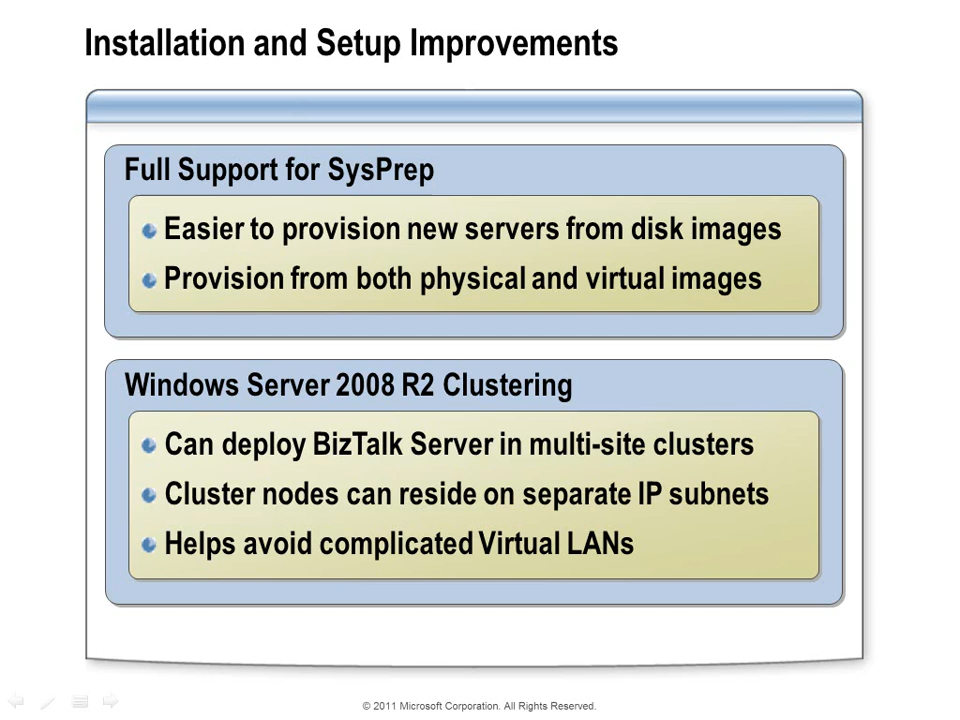 Installation and Setup Improvements
Full Support for SysPrep
Easier to provision new servers from disk images
Provision from both physical and virtual images
Windows Server 2008 R2 Clustering
Can deploy BizTalk Server in multi-site clusters
Cluster nodes can reside on separate IP subnets
Helps avoid complicated Virtual LANs
© 2011 Microsoft Corporation. All Rights Reserved.